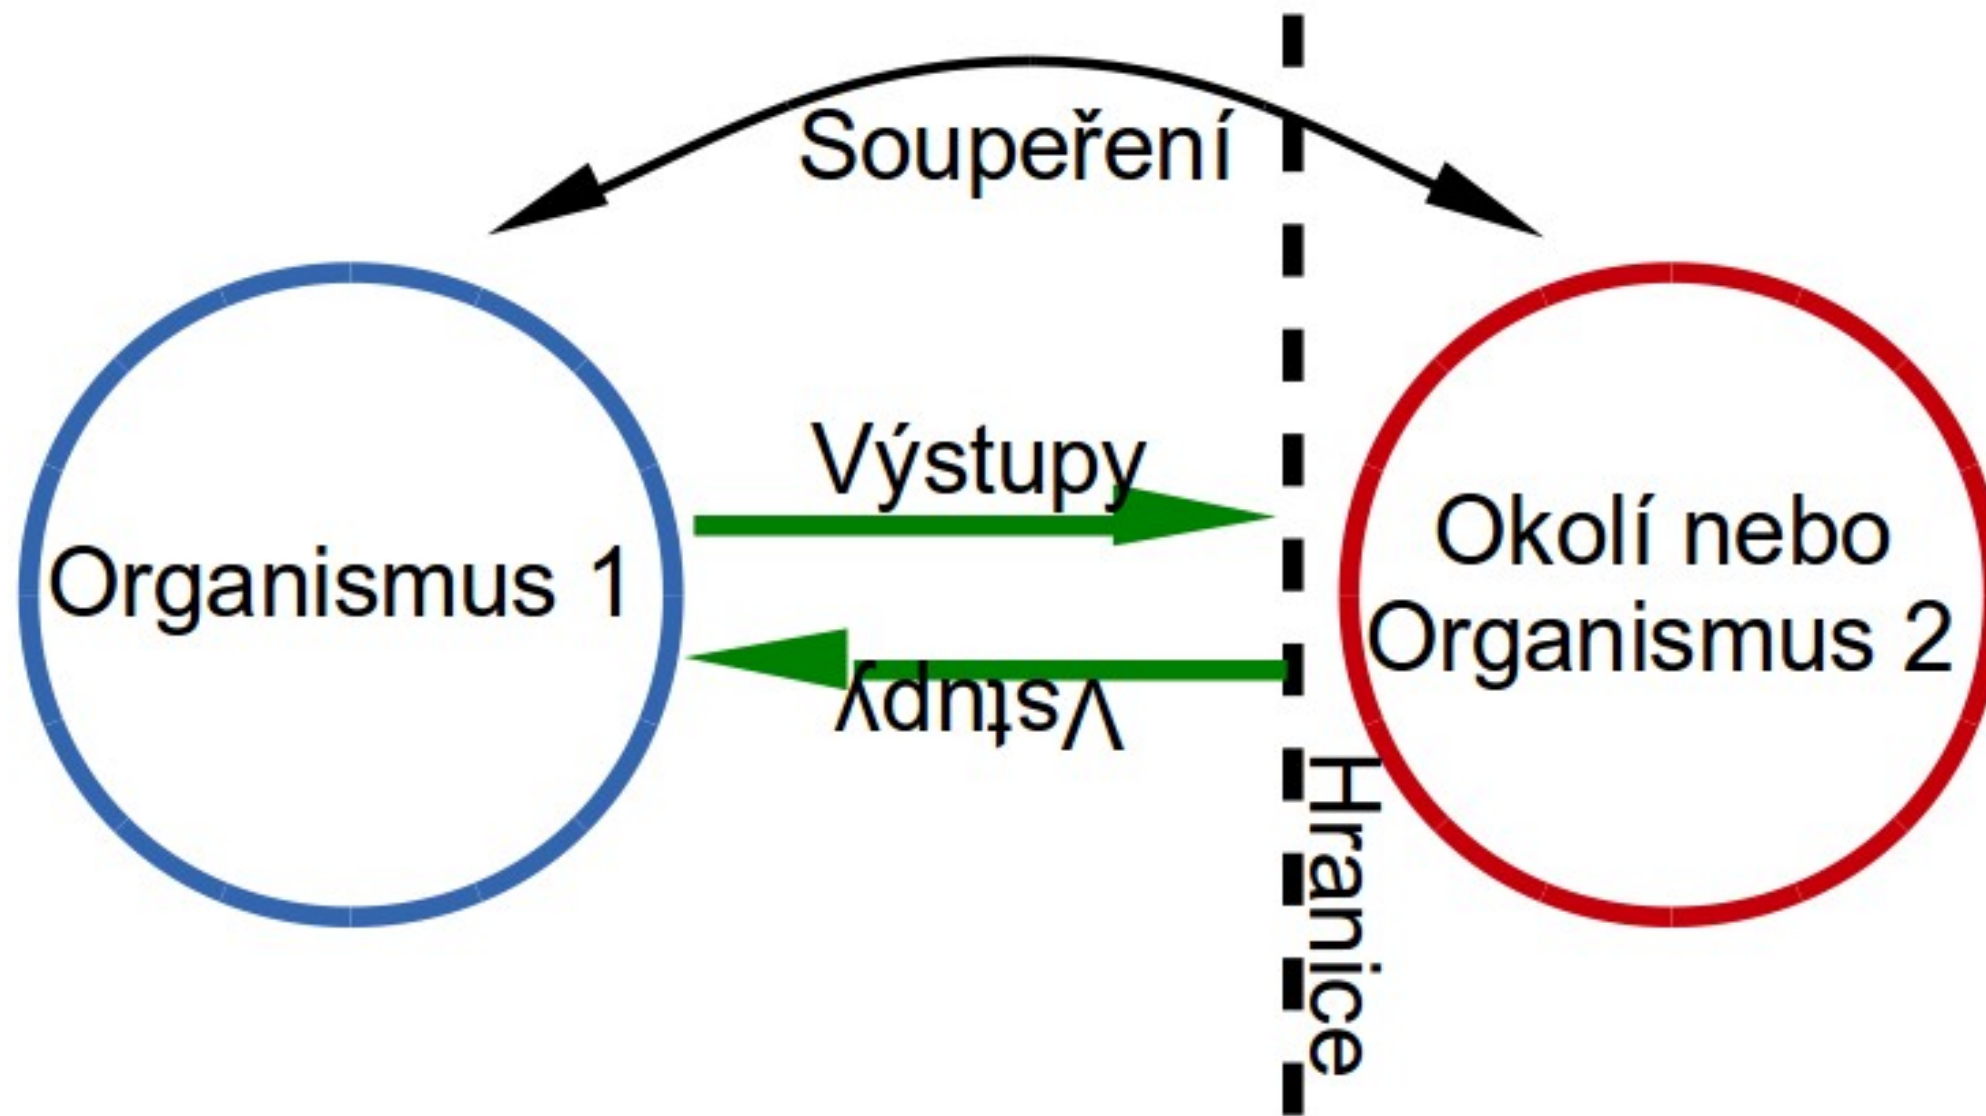 Soupeření
Výstupy
Organismus 1
Okolí nebo
Organismus 2
Vstupy
Hranice